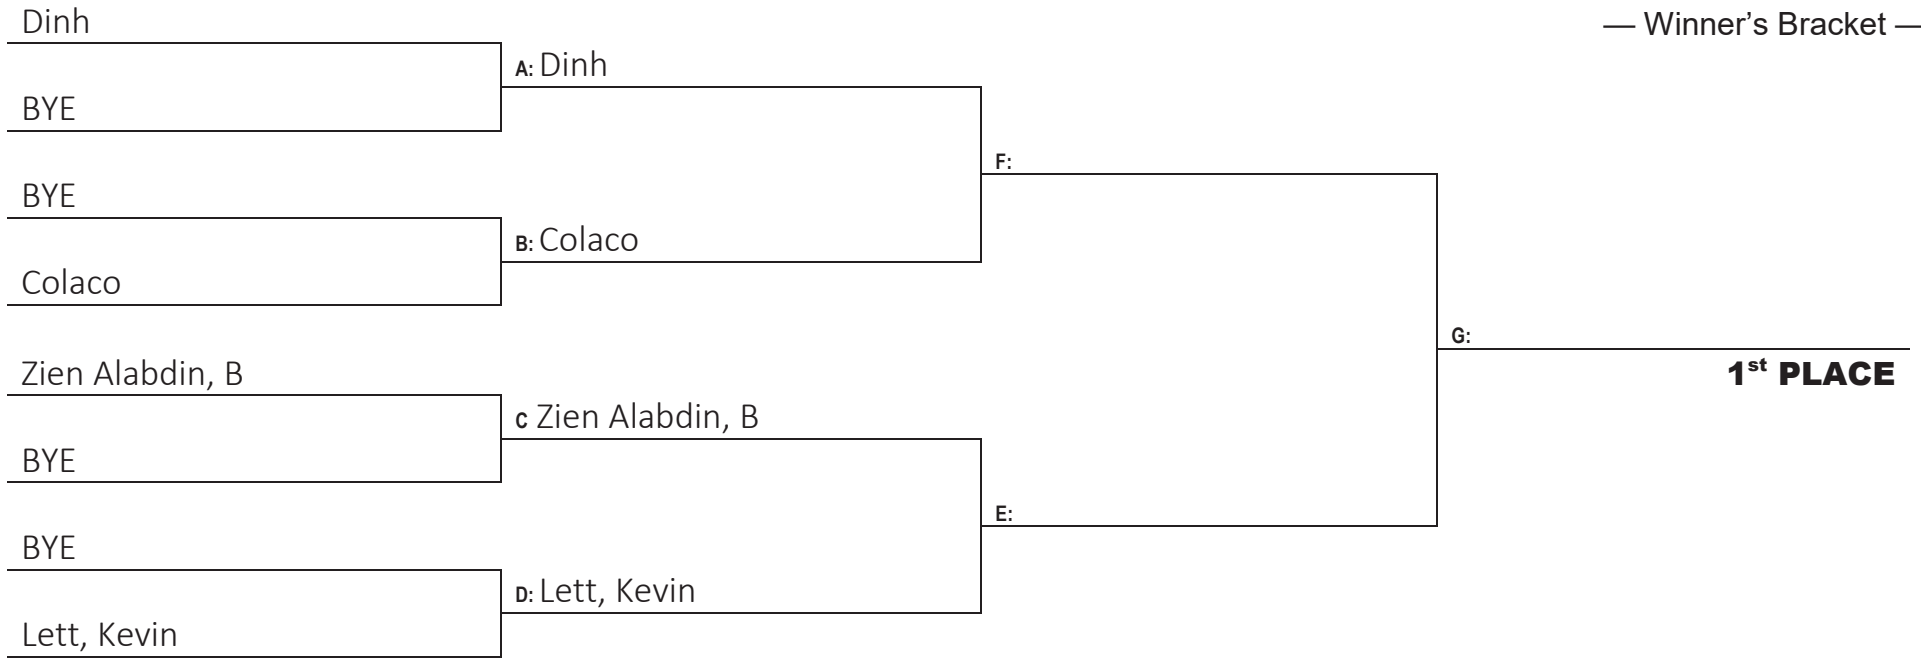 Dinh
— Winner’s Bracket —
A: Dinh
BYE
F:
BYE
B: Colaco
Colaco
G:
Zien Alabdin, B
1st PLACE
C Zien Alabdin, B
BYE
E:
BYE
D: Lett, Kevin
Lett, Kevin